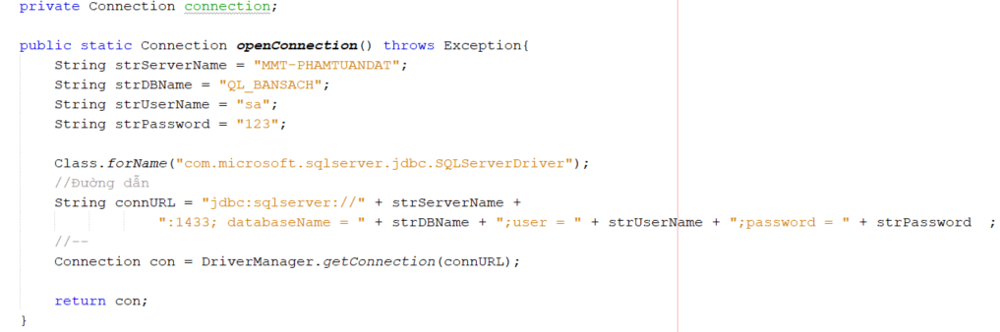 private Connection connection;
public static Connection openConnection() throws Exception{
String strServerName = "MMT-PHAMTUANDAT";
String strDBName = "QL_BANSACH";
String strUserName = "sa";
String strPassword = "123";
Class.forName("com.microsoft.sqlserver.jdbc.SQLServerDriver");
//Đường dẫn
String connURL = "jdbc:sqlserver://" + strServerName +
":1433; databaseName = " + strDBName + ";user = " + strUserName + ";password = " + strPassword ;
//--
Connection con = DriverManager.getConnection(connURL);
return con;
}